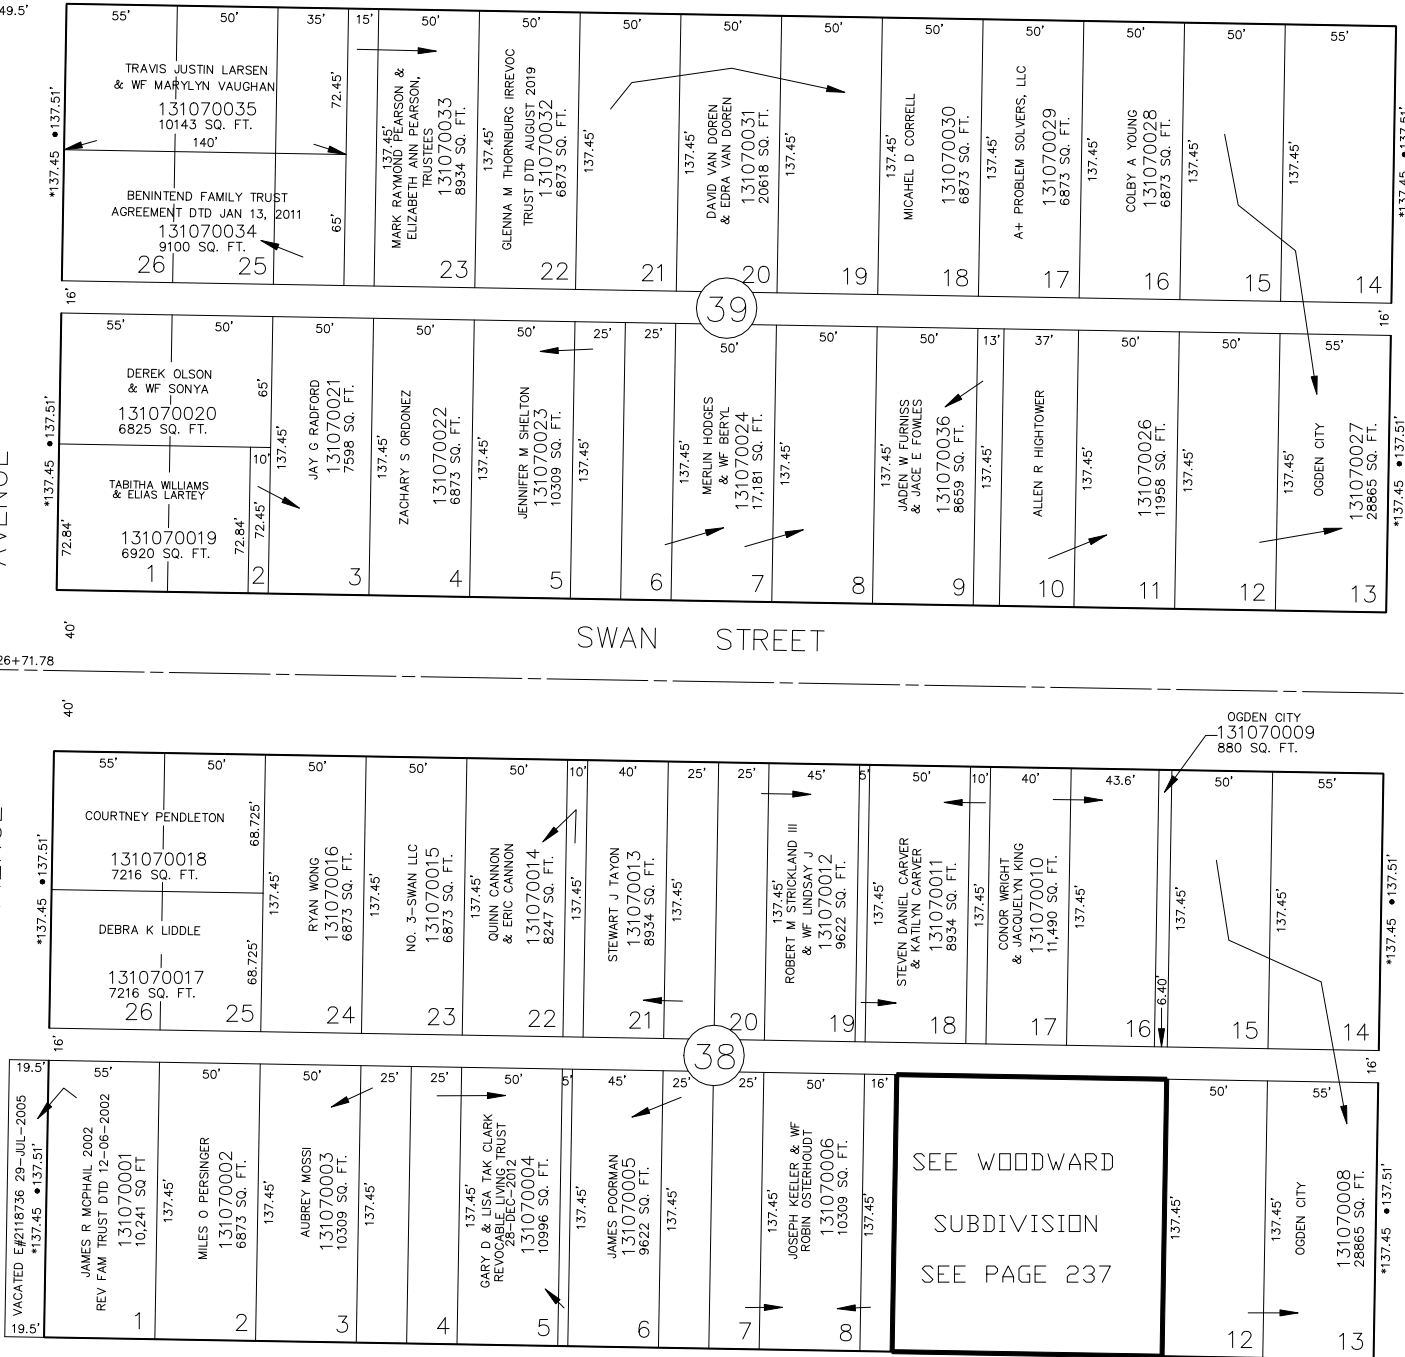 49.5'
55'
50'
35'
15'
50'
50'
50'
50'
50'
50'
50'
50'
50'
55'
TRAVIS JUSTIN LARSEN
& WF MARYLYN VAUGHAN
131070035
10143 SQ. FT.
140'
72.45'
*137.45 •137.51'
BENINTEND FAMILY TRUST
AGREEMENT DTD JAN 13, 2011
131070034
9100 SQ. FT.
65'
26
25
137.45'
MARK RAYMOND PEARSON &
ELIZABETH ANN PEARSON,
TRUSTEES
131070033
8934 SQ. FT.
23
137.45'
GLENNA M THORNBURG IRREVOC
TRUST DTD AUGUST 2019
131070032
6873 SQ. FT.
22
137.45'
21
137.45'
DAVID VAN DOREN
& EDRA VAN DOREN
131070031
20618 SQ. FT.
20
137.45'
19
137.45'
MICAHEL D CORRELL
131070030
6873 SQ. FT.
18
137.45'
A+ PROBLEM SOLVERS, LLC
131070029
6873 SQ. FT.
17
137.45'
COLBY A YOUNG
131070028
6873 SQ. FT.
16
137.45'
15
137.45'
14
*137.45 •137.51'
16'
39
16'
55'
50'
50'
50'
50'
25'
25'
50'
50'
50'
13'
37'
50'
50'
55'
DEREK OLSON
& WF SONYA
131070020
6825 SQ. FT.
65'
*137.45 •137.51'
10'
TABITHA WILLIAMS
& ELIAS LARTEY
131070019
6920 SQ. FT.
72.84'
72.84'
72.45'
1
2
137.45'
JAY G RADFORD
131070021
7598 SQ. FT.
3
137.45'
ZACHARY S ORDONEZ
131070022
6873 SQ. FT.
4
137.45'
JENNIFER M SHELTON
131070023
10309 SQ. FT.
5
137.45'
6
137.45'
MERLIN HODGES
& WF BERYL
131070024
17,181 SQ. FT.
7
137.45'
8
137.45'
JADEN W FURNISS
& JACE E FOWLES
131070036
8659 SQ. FT.
9
137.45'
ALLEN R HIGHTOWER
10
137.45'
131070026
11958 SQ. FT.
11
137.45'
12
137.45'
OGDEN CITY
131070027
28865 SQ. FT.
13
*137.45 •137.51'
40'
SWAN STREET
26+71.78
40'
OGDEN CITY
131070009
880 SQ. FT.
55'
50'
50'
50'
50'
10'
40'
25'
25'
45'
5'
50'
10'
40'
43.6'
50'
55'
COURTNEY PENDLETON
131070018
7216 SQ. FT.
68.725'
*137.45 •137.51'
DEBRA K LIDDLE
131070017
7216 SQ. FT.
68.725'
26
25
137.45'
RYAN WONG
131070016
6873 SQ. FT.
24
137.45'
NO. 3-SWAN LLC
131070015
6873 SQ. FT.
23
137.45'
QUINN CANNON
& ERIC CANNON
131070014
8247 SQ. FT.
22
137.45'
STEWART J TAYON
131070013
8934 SQ. FT.
21
137.45'
20
137.45'
ROBERT M STRICKLAND III
& WF LINDSAY J
131070012
9622 SQ. FT.
19
137.45'
STEVEN DANIEL CARVER
& KATILYN CARVER
131070011
8934 SQ. FT.
18
137.45'
CONOR WRIGHT
& JACQUELYN KING
131070010
11,490 SQ. FT.
17
137.45'
16
6.40'
137.45'
15
137.45'
14
*137.45 •137.51'
16'
38
16'
19.5'
55'
50'
50'
25'
25'
50'
5'
45'
25'
25'
50'
16'
50'
55'
VACATED E#2118736 29-JUL-2005
*137.45 •137.51'
19.5'
JAMES R MCPHAIL 2002
REV FAM TRUST DTD 12-06-2002
131070001
10,241 SQ FT
1
137.45'
MILES O PERSINGER
131070002
6873 SQ. FT.
2
137.45'
AUBREY MOSSI
131070003
10309 SQ. FT.
3
137.45'
4
137.45'
GARY D & LISA TAK CLARK
REVOCABLE LIVING TRUST
28-DEC-2012
131070004
10996 SQ. FT.
5
137.45'
JAMES POORMAN
131070005
9622 SQ. FT.
6
137.45'
7
137.45'
JOSEPH KEELER & WF
ROBIN OSTERHOUDT
131070006
10309 SQ. FT.
8
137.45'
SEE WOODWARD
SUBDIVISION
SEE PAGE 237
137.45'
12
137.45'
OGDEN CITY
131070008
28865 SQ. FT.
13
*137.45 •137.51'